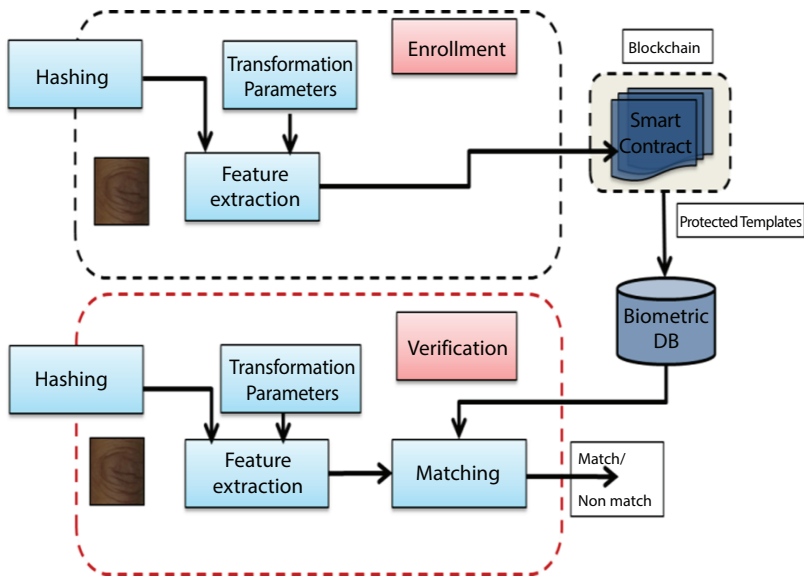 Hashing
Transformation
Parameters
Enrollment
Blockchain
Smart
Contract
Feature
extraction
Protected Templates
Biometric
DB
Hashing
Transformation
Parameters
Verification
Feature
extraction
Matching
Match/
Non match